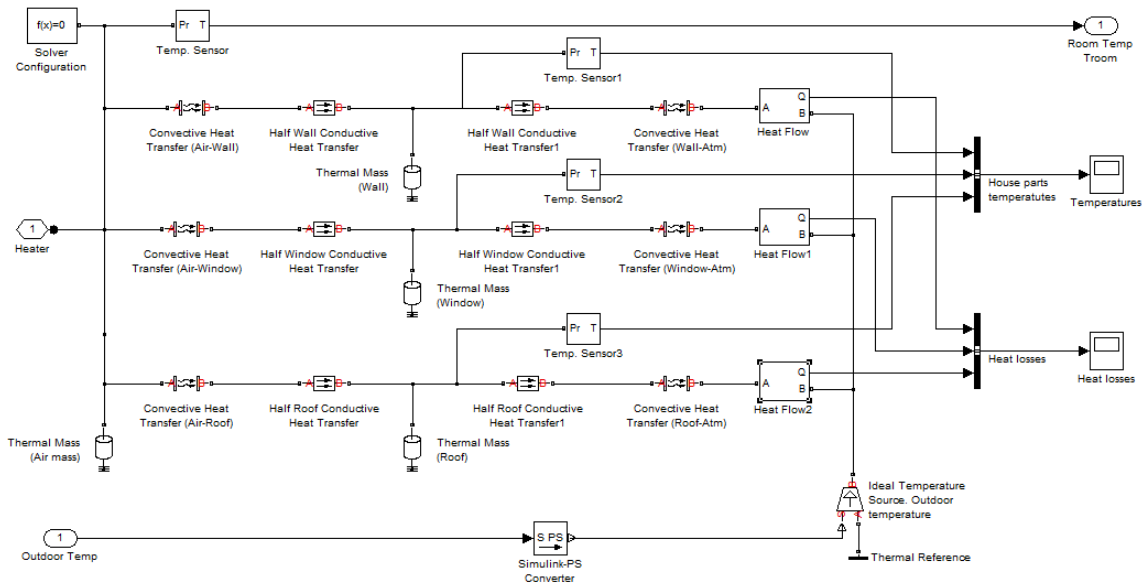 f(x)=0
Solver
Configuration
Pr T
Temp. Sensor
1
Room Temp
Troom
Pr T
Temp. Sensor1
A B
Convective Heat
Transfer (Air-Wall)
A B
Half Wall Conductive
Heat Transfer
Thermal Mass
(Wall)
A B
Half Wall Conductive
Heat Transfer1
A B
Convective Heat
Transfer (Wall-Atm)
A Q
B
Heat Flow
House parts
temperatutes
Temperatures
Pr T
Temp. Sensor2
1
Heater
A B
Convective Heat
Transfer (Air-Window)
A B
Half Window Conductive
Heat Transfer
Thermal Mass
(Window)
A B
Half Window Conductive
Heat Transfer1
A B
Convective Heat
Transfer (Window-Atm)
A Q
B
Heat Flow1
Pr T
Temp. Sensor3
Heat losses
Heat losses
A B
Convective Heat
Transfer (Air-Roof)
A B
Half Roof Conductive
Heat Transfer
A B
Half Roof Conductive
Heat Transfer1
A B
Convective Heat
Transfer (Roof-Atm)
A Q
B
Heat Flow2
Thermal Mass
(Air mass)
Thermal Mass
(Roof)
B
S A
Ideal Temperature
Source. Outdoor
temperature
1
Outdoor Temp
S PS
Simulink-PS
Converter
Thermal Reference